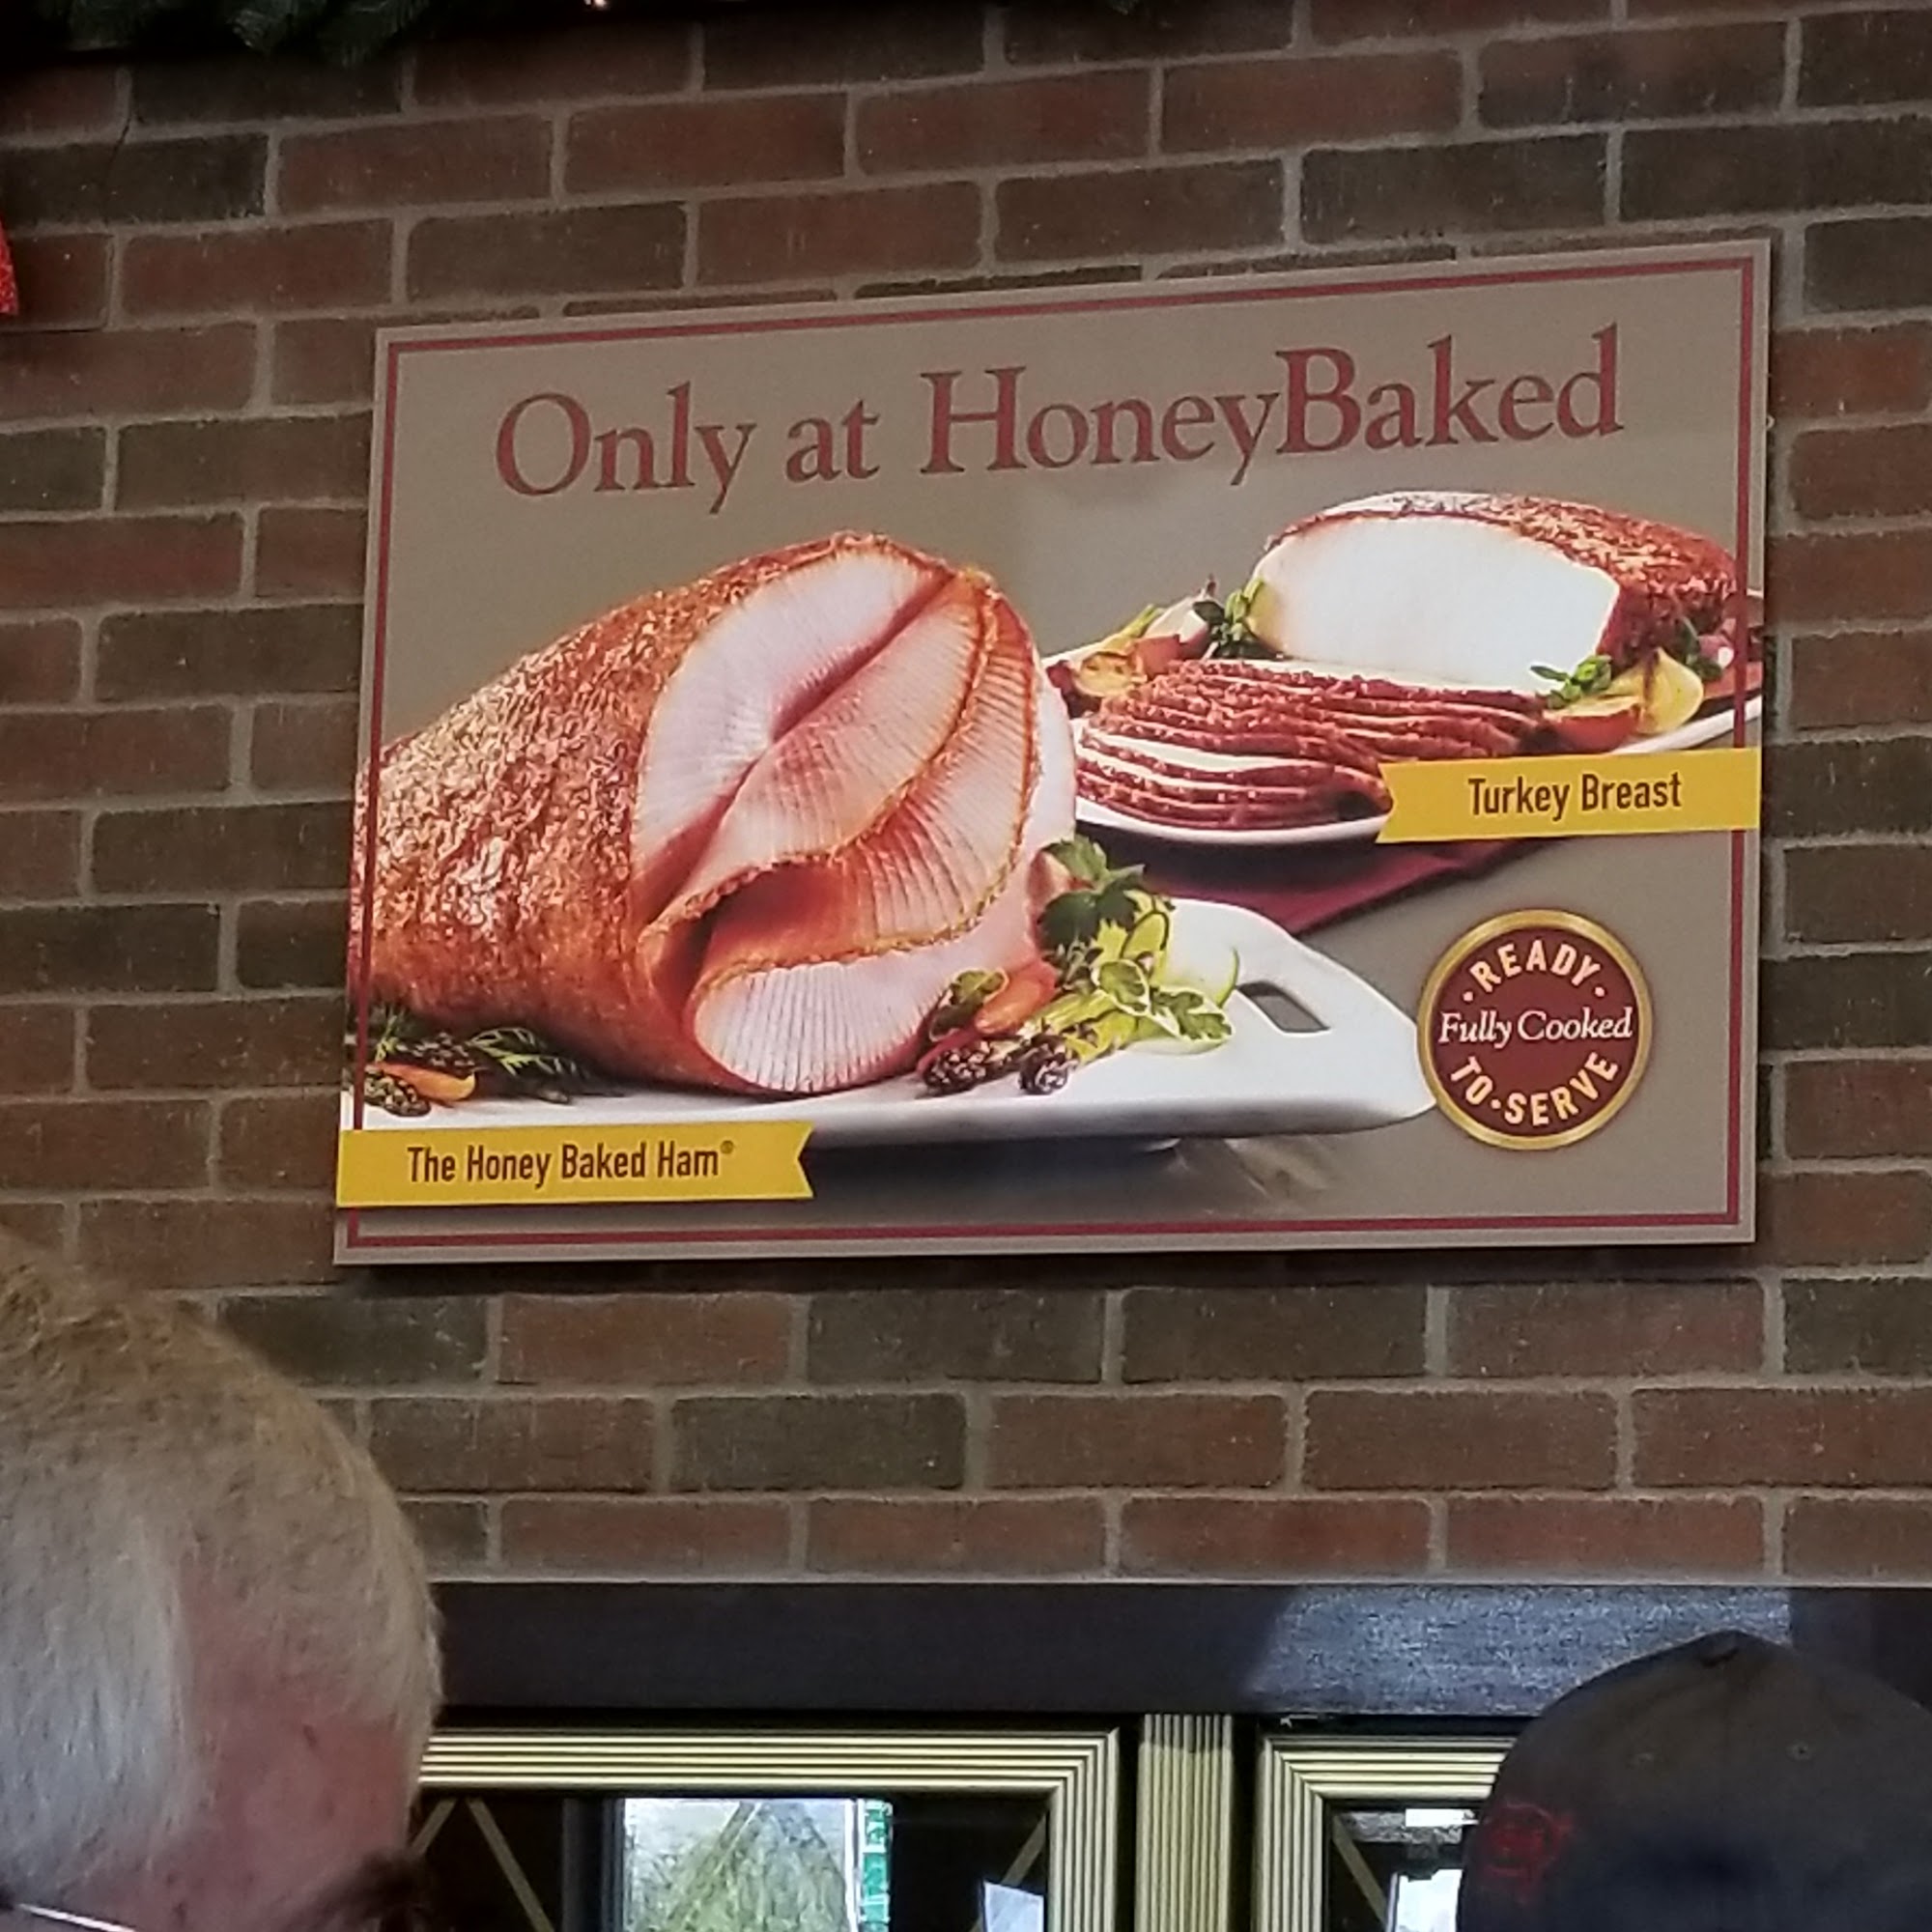 Only at HoneyBaked
Turkey Breast
·READY·
Fully Cooked
TO·SERVE
The Honey Baked Ham®